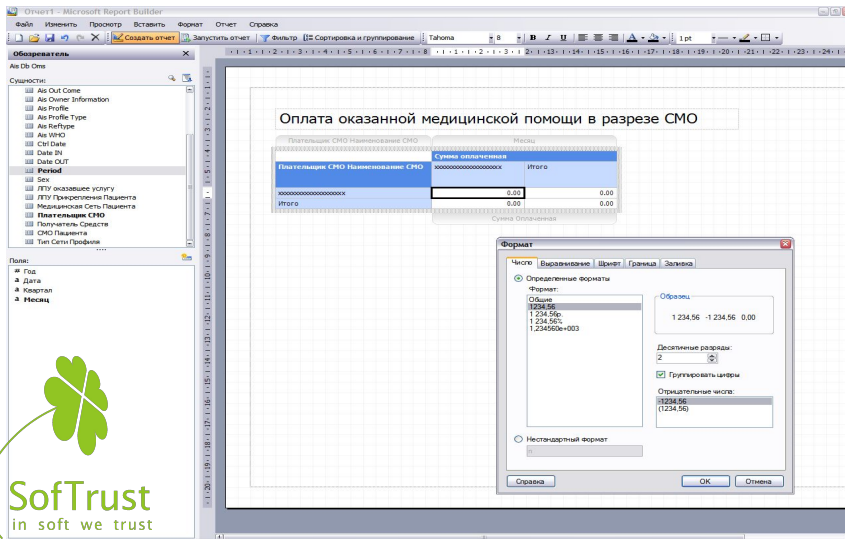 Отчет1 - Microsoft Report Builder
Файл Изменить Просмотр Вставить Формат Отчет Справка
Создать отчет Запустить отчет Фильтр Сортировка и группирование Tahoma 8 B I U A 1 pt
Обозреватель
Ais Db Oms
Сущности:
Ais Out Come
Ais Owner Information
Ais Profile
Ais Profile Type
Ais Reftype
Ais WHO
Ctrl Date
Date IN
Date OUT
Period
Sex
ЛПУ оказавшее услугу
ЛПУ Прикрепления Пациента
Медицинская Сеть Пациента
Плательщик СМО
Получатель Средств
СМО Пациента
Тип Сети Профиля
Поля:
# Год
a Дата
a Квартал
a Месяц
SofTrust
in soft we trust
Оплата оказанной медицинской помощи в разрезе СМО
Плательщик СМО Наименование СМО Месяц
Сумма оплаченная
Плательщик СМО Наименование СМО xxxxxxxxxxxxxxxxxxxx Итого
xxxxxxxxxxxxxxxxxxxx 0.00 0.00
Итого 0.00 0.00
Сумма Оплаченная
Формат
Число Выравнивание Шрифт Граница Заливка
Определенные форматы
Формат:
Общие
1234,56
1 234,56р.
1 234,56%
1,234560e+003
Образец
1 234,56 -1 234,56 0,00
Десятичные разряды:
2
Группировать цифры
Отрицательные числа:
-1234,56
(1234,56)
Нестандартный формат
n
Справка OK Отмена